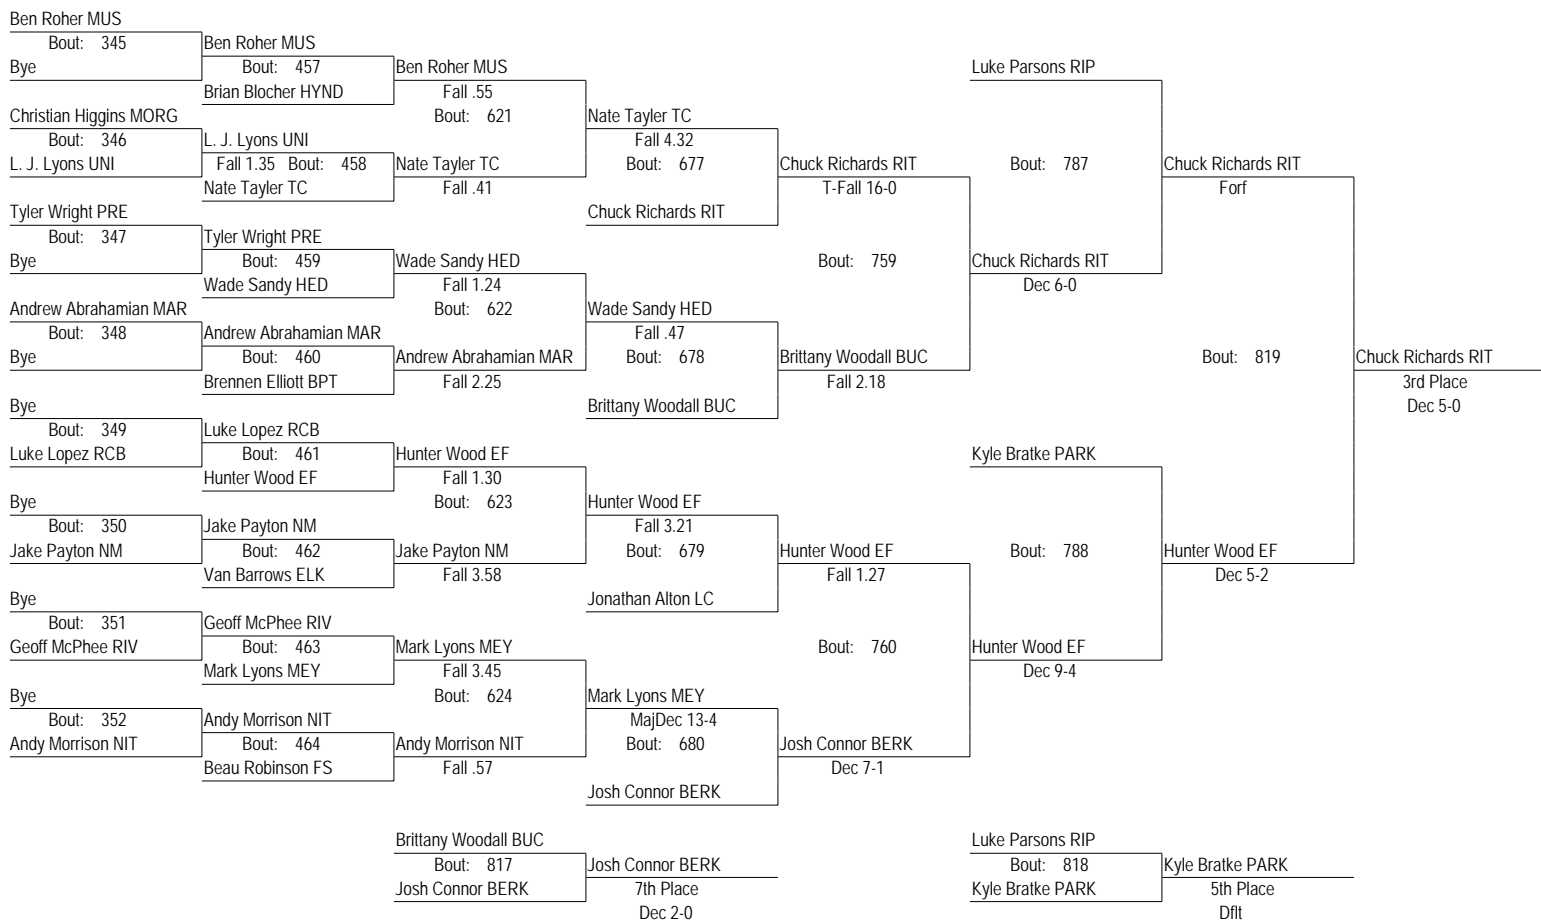 Ben Roher MUS
Bout: 345 Ben Roher MUS
Bye Bout: 457 Ben Roher MUS Luke Parsons RIP
Brian Blocher HYND Fall .55
Christian Higgins MORG Bout: 621 Nate Tayler TC
Bout: 346 L. J. Lyons UNI Fall 4.32
L. J. Lyons UNI Fall 1.35 Bout: 458 Nate Tayler TC Bout: 677 Chuck Richards RIT Bout: 787 Chuck Richards RIT
Nate Tayler TC Fall .41 T-Fall 16-0 Forf
Tyler Wright PRE Chuck Richards RIT
Bout: 347 Tyler Wright PRE
Bye Bout: 459 Wade Sandy HED Bout: 759 Chuck Richards RIT
Wade Sandy HED Fall 1.24 Dec 6-0
Andrew Abrahamian MAR Bout: 622 Wade Sandy HED
Bout: 348 Andrew Abrahamian MAR Fall .47
Bye Bout: 460 Andrew Abrahamian MAR Bout: 678 Brittany Woodall BUC Bout: 819 Chuck Richards RIT
Brennen Elliott BPT Fall 2.25 Fall 2.18 3rd Place
Bye Brittany Woodall BUC Dec 5-0
Bout: 349 Luke Lopez RCB
Luke Lopez RCB Bout: 461 Hunter Wood EF Kyle Bratke PARK
Hunter Wood EF Fall 1.30
Bye Bout: 623 Hunter Wood EF
Bout: 350 Jake Payton NM Fall 3.21
Jake Payton NM Bout: 462 Jake Payton NM Bout: 679 Hunter Wood EF Bout: 788 Hunter Wood EF
Van Barrows ELK Fall 3.58 Fall 1.27 Dec 5-2
Bye Jonathan Alton LC
Bout: 351 Geoff McPhee RIV
Geoff McPhee RIV Bout: 463 Mark Lyons MEY Bout: 760 Hunter Wood EF
Mark Lyons MEY Fall 3.45 Dec 9-4
Bye Bout: 624 Mark Lyons MEY
Bout: 352 Andy Morrison NIT MajDec 13-4
Andy Morrison NIT Bout: 464 Andy Morrison NIT Bout: 680 Josh Connor BERK
Beau Robinson FS Fall .57 Dec 7-1
Josh Connor BERK
Brittany Woodall BUC Luke Parsons RIP
Bout: 817 Josh Connor BERK Bout: 818 Kyle Bratke PARK
Josh Connor BERK 7th Place Kyle Bratke PARK 5th Place
Dec 2-0 Dflt